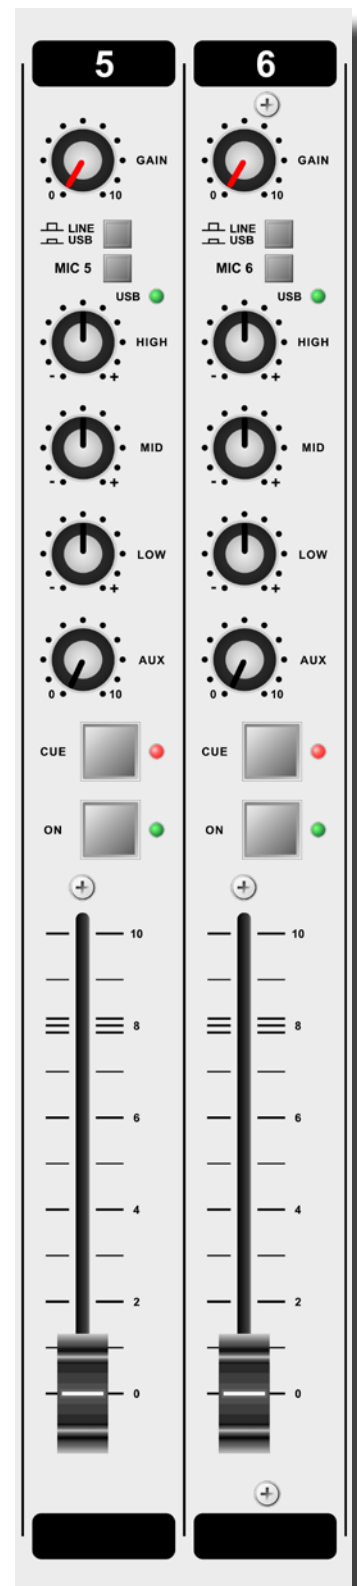 5
GAIN
0 10
LINE
USB
MIC 5
USB
HIGH
- +
MID
- +
LOW
- +
AUX
0 10
CUE
ON
10
8
6
4
2
0
6
GAIN
0 10
LINE
USB
MIC 6
USB
HIGH
- +
MID
- +
LOW
- +
AUX
0 10
CUE
ON
10
8
6
4
2
0